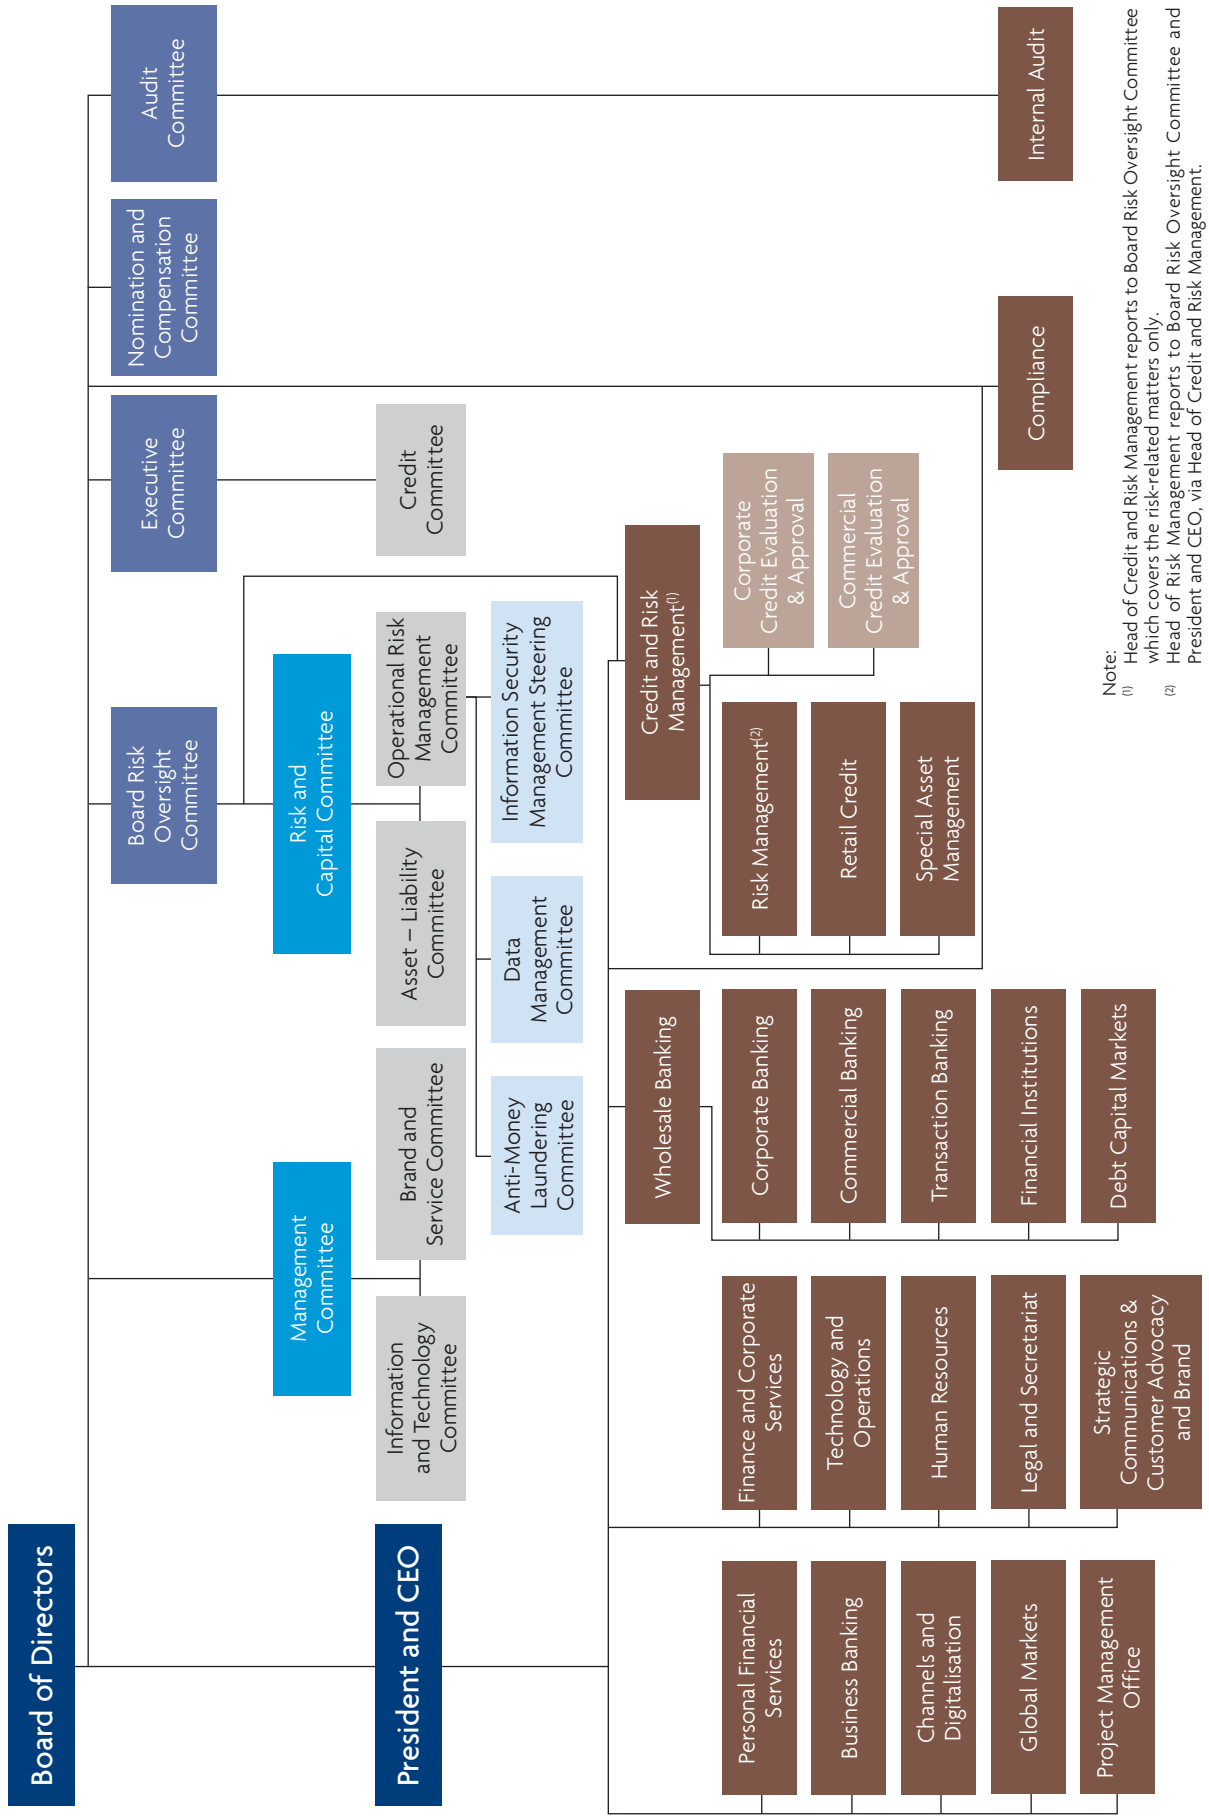 Board of Directors
Audit
Committee
Nomination and
Compensation
Committee
Executive
Committee
Board Risk
Oversight
Committee
Management
Committee
Risk and
Capital Committee
President and CEO
Information
and Technology
Committee
Brand and
Service Committee
Asset – Liability
Committee
Operational Risk
Management
Committee
Credit
Committee
Anti-Money
Laundering
Committee
Data
Management
Committee
Information Security
Management Steering
Committee
Wholesale Banking
Credit and Risk
Management(1)
Personal Financial
Services
Business Banking
Channels and
Digitalisation
Global Markets
Project Management
Office
Finance and Corporate
Services
Technology and
Operations
Human Resources
Legal and Secretariat
Strategic
Communications &
Customer Advocacy
and Brand
Corporate Banking
Commercial Banking
Transaction Banking
Financial Institutions
Debt Capital Markets
Risk Management(2)
Retail Credit
Special Asset
Management
Corporate
Credit Evaluation
& Approval
Commercial
Credit Evaluation
& Approval
Compliance
Internal Audit
Note:
(1) Head of Credit and Risk Management reports to Board Risk Oversight Committee
which covers the risk-related matters only.
(2) Head of Risk Management reports to Board Risk Oversight Committee and
President and CEO, via Head of Credit and Risk Management.